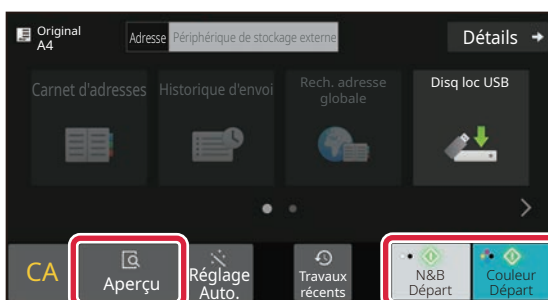 Original
A4
Adresse Périphérique de stockage externe
Détails
Carnet d'adresses
Historique d'envoi
Rech. adresse
globale
Disq loc USB
CA
Aperçu
Réglage
Auto.
Travaux
récents
N&B
Départ
Couleur
Départ